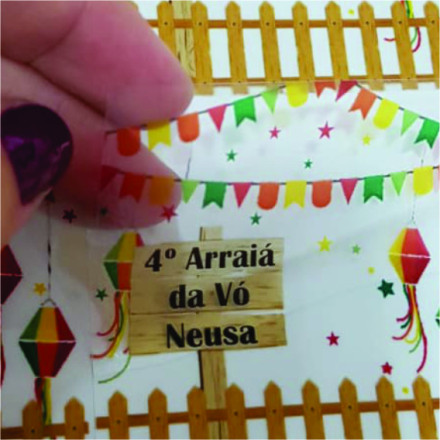 4º Arraiá
da Vó
Neusa